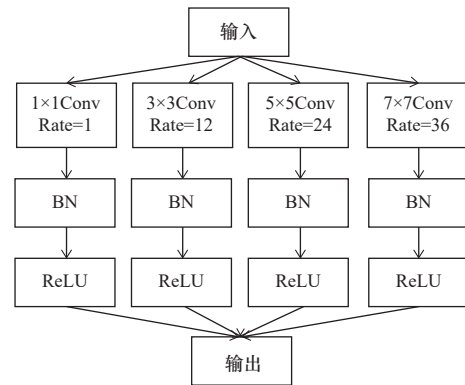 输入
1×1Conv
Rate=1
3×3Conv
Rate=12
5×5Conv
Rate=24
7×7Conv
Rate=36
BN
BN
BN
BN
ReLU
ReLU
ReLU
ReLU
输出